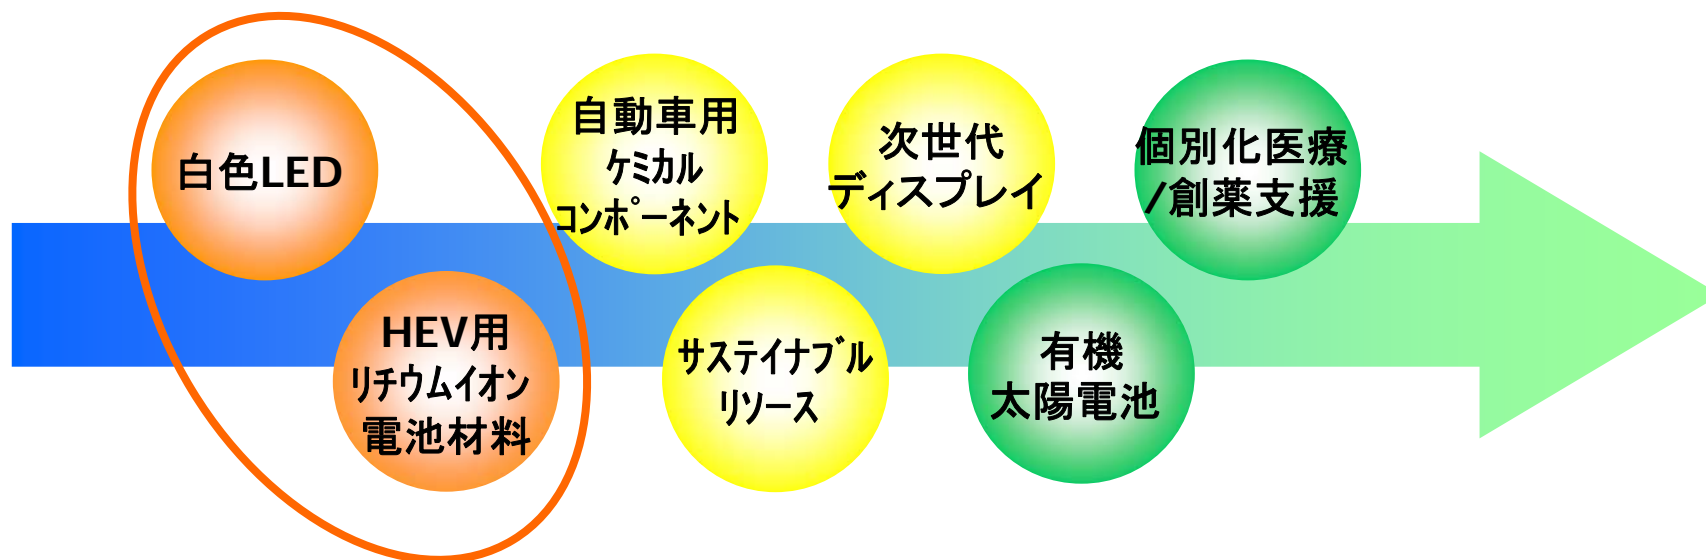 白色LED
HEV用
リチウムイオン
電池材料
自動車用
ケミカル
コンポーネント
サステイナブル
リソース
次世代
ディスプレイ
有機
太陽電池
個別化医療
/創薬支援